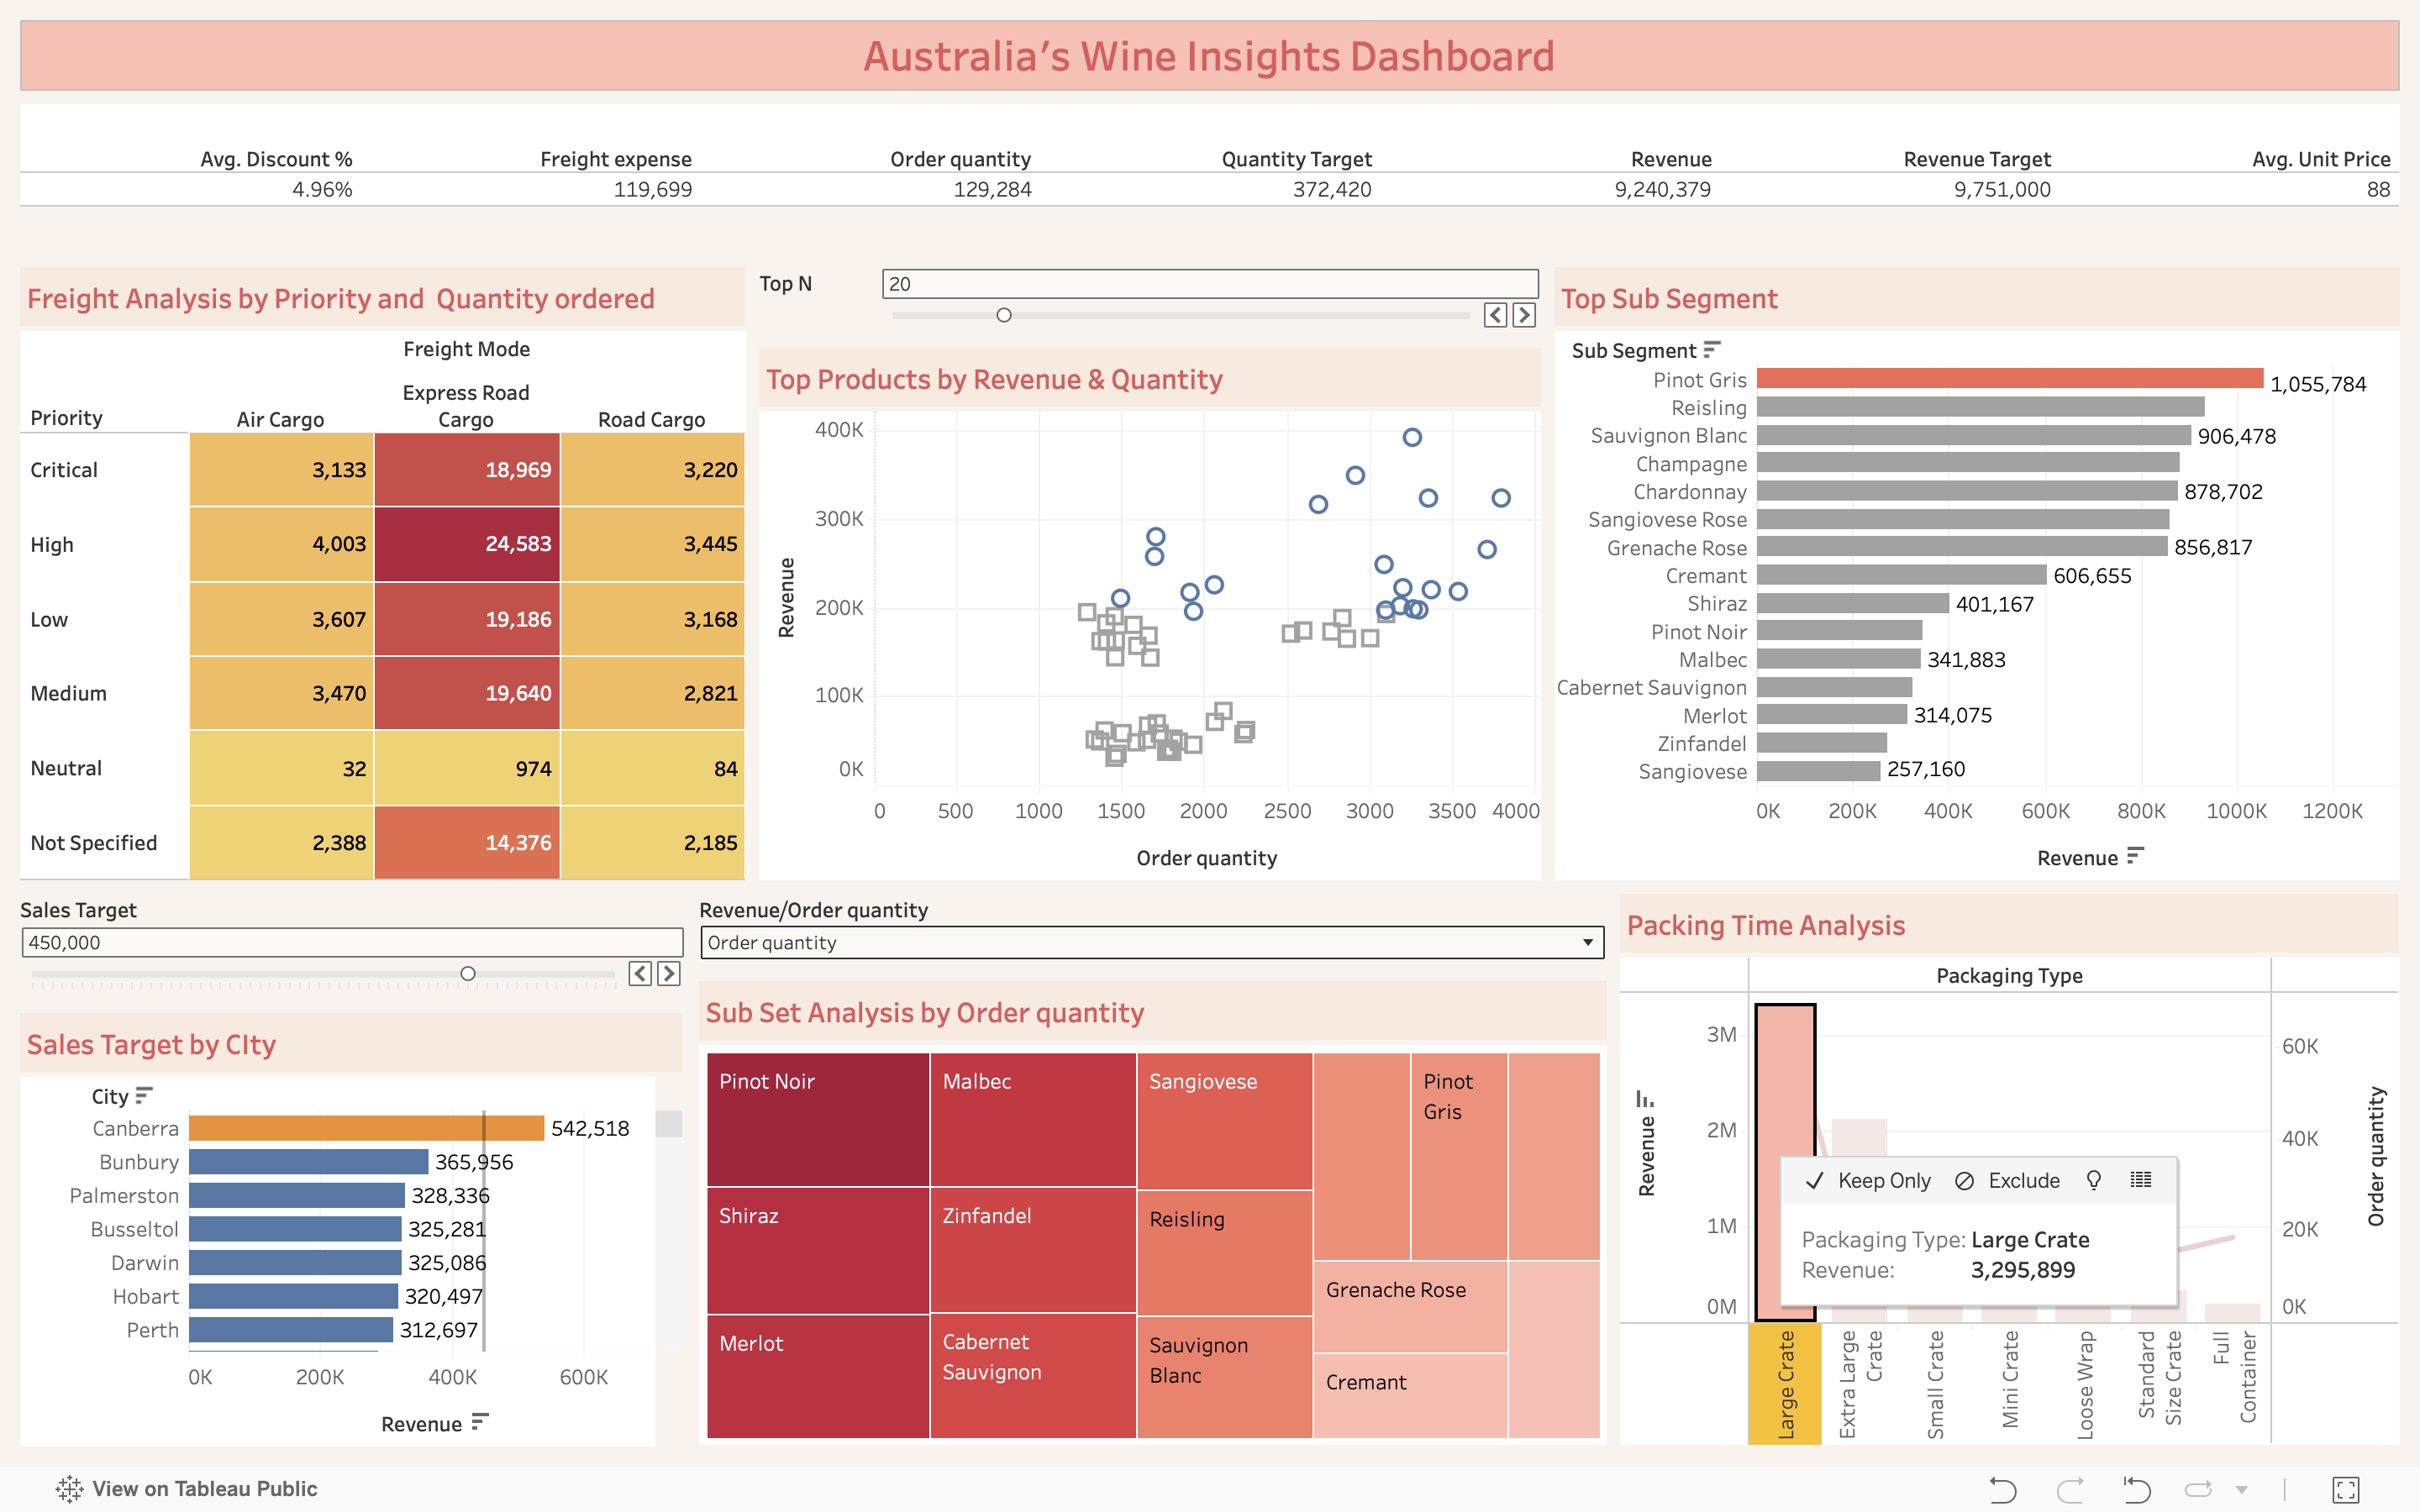 Australia's Wine Insights Dashboard
Avg. Discount % Freight expense Order quantity Quantity Target Revenue Revenue Target Avg. Unit Price
4.96% 119,699 129,284 372,420 9,240,379 9,751,000 88
Freight Analysis by Priority and Quantity ordered
Freight Mode
Priority Air Cargo Express Road Cargo Road Cargo
Critical 3,133 18,969 3,220
High 4,003 24,583 3,445
Low 3,607 19,186 3,168
Medium 3,470 19,640 2,821
Neutral 32 974 84
Not Specified 2,388 14,376 2,185
Top N
20
Top Products by Revenue & Quantity
Revenue
400K
300K
200K
100K
0K
0 500 1000 1500 2000 2500 3000 3500 4000
Order quantity
Top Sub Segment
Sub Segment
Pinot Gris 1,055,784
Reisling
Sauvignon Blanc 906,478
Champagne
Chardonnay 878,702
Sangiovese Rose
Grenache Rose 856,817
Cremant 606,655
Shiraz 401,167
Pinot Noir
Malbec 341,883
Cabernet Sauvignon
Merlot 314,075
Zinfandel
Sangiovese 257,160
0K 200K 400K 600K 800K 1000K 1200K
Revenue
Sales Target
450,000
Sales Target by CIty
City
Canberra 542,518
Bunbury 365,956
Palmerston 328,336
Busseltol 325,281
Darwin 325,086
Hobart 320,497
Perth 312,697
0K 200K 400K 600K
Revenue
Revenue/Order quantity
Order quantity
Sub Set Analysis by Order quantity
Pinot Noir
Shiraz
Merlot
Malbec
Zinfandel
Cabernet
Sauvignon
Sangiovese
Reisling
Sauvignon
Blanc
Pinot
Gris
Grenache Rose
Cremant
Packing Time Analysis
Packaging Type
Revenue
3M
2M
1M
0M
60K
40K
20K
0K
Order quantity
Keep Only Exclude
Packaging Type: Large Crate
Revenue: 3,295,899
Large Crate
Extra Large
Crate
Small Crate
Mini Crate
Loose Wrap
Standard
Size Crate
Full
Container
View on Tableau Public